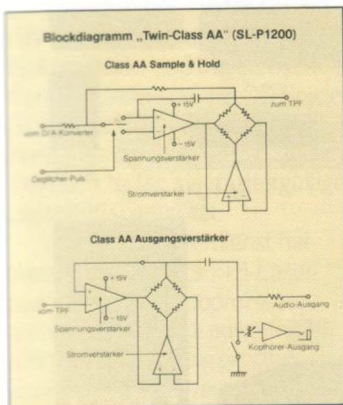 Blockdiagramm „Twin-Class AA" (SL-P1200)
Class AA Sample & Hold
+ 15V
zum TPF
vom D/A-Konverter
- 15V
Spannungsverstärker
Deglicher-Puls
Stromverstärker
Class AA Ausgangsverstärker
+ 15V
vom TPF
- 15V
Audio-Ausgang
Spannungsverstärker
Stromverstärker
Kopfhörer-Ausgang